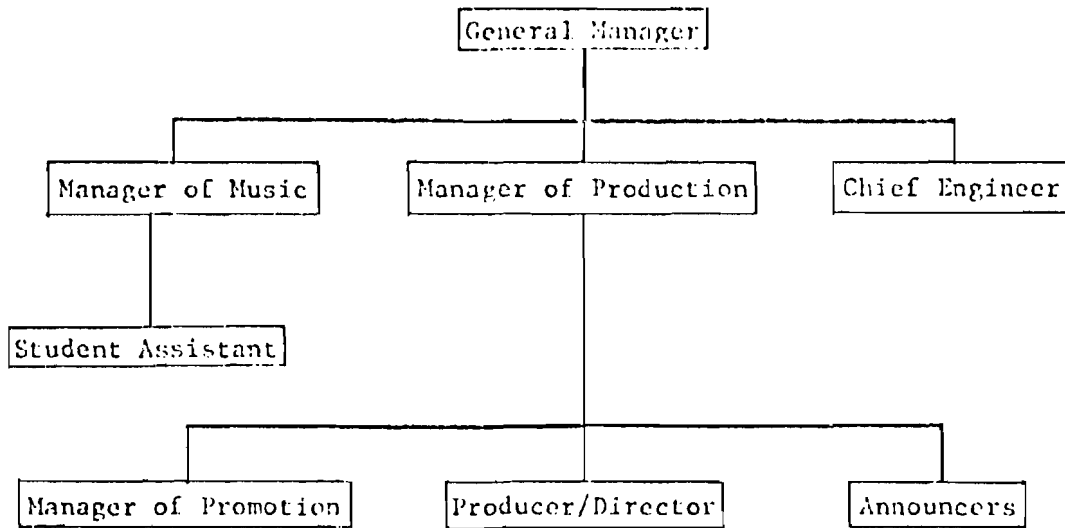 General Manager
Manager of Music
Manager of Production
Chief Engineer
Student Assistant
Manager of Promotion
Producer/Director
Announcers